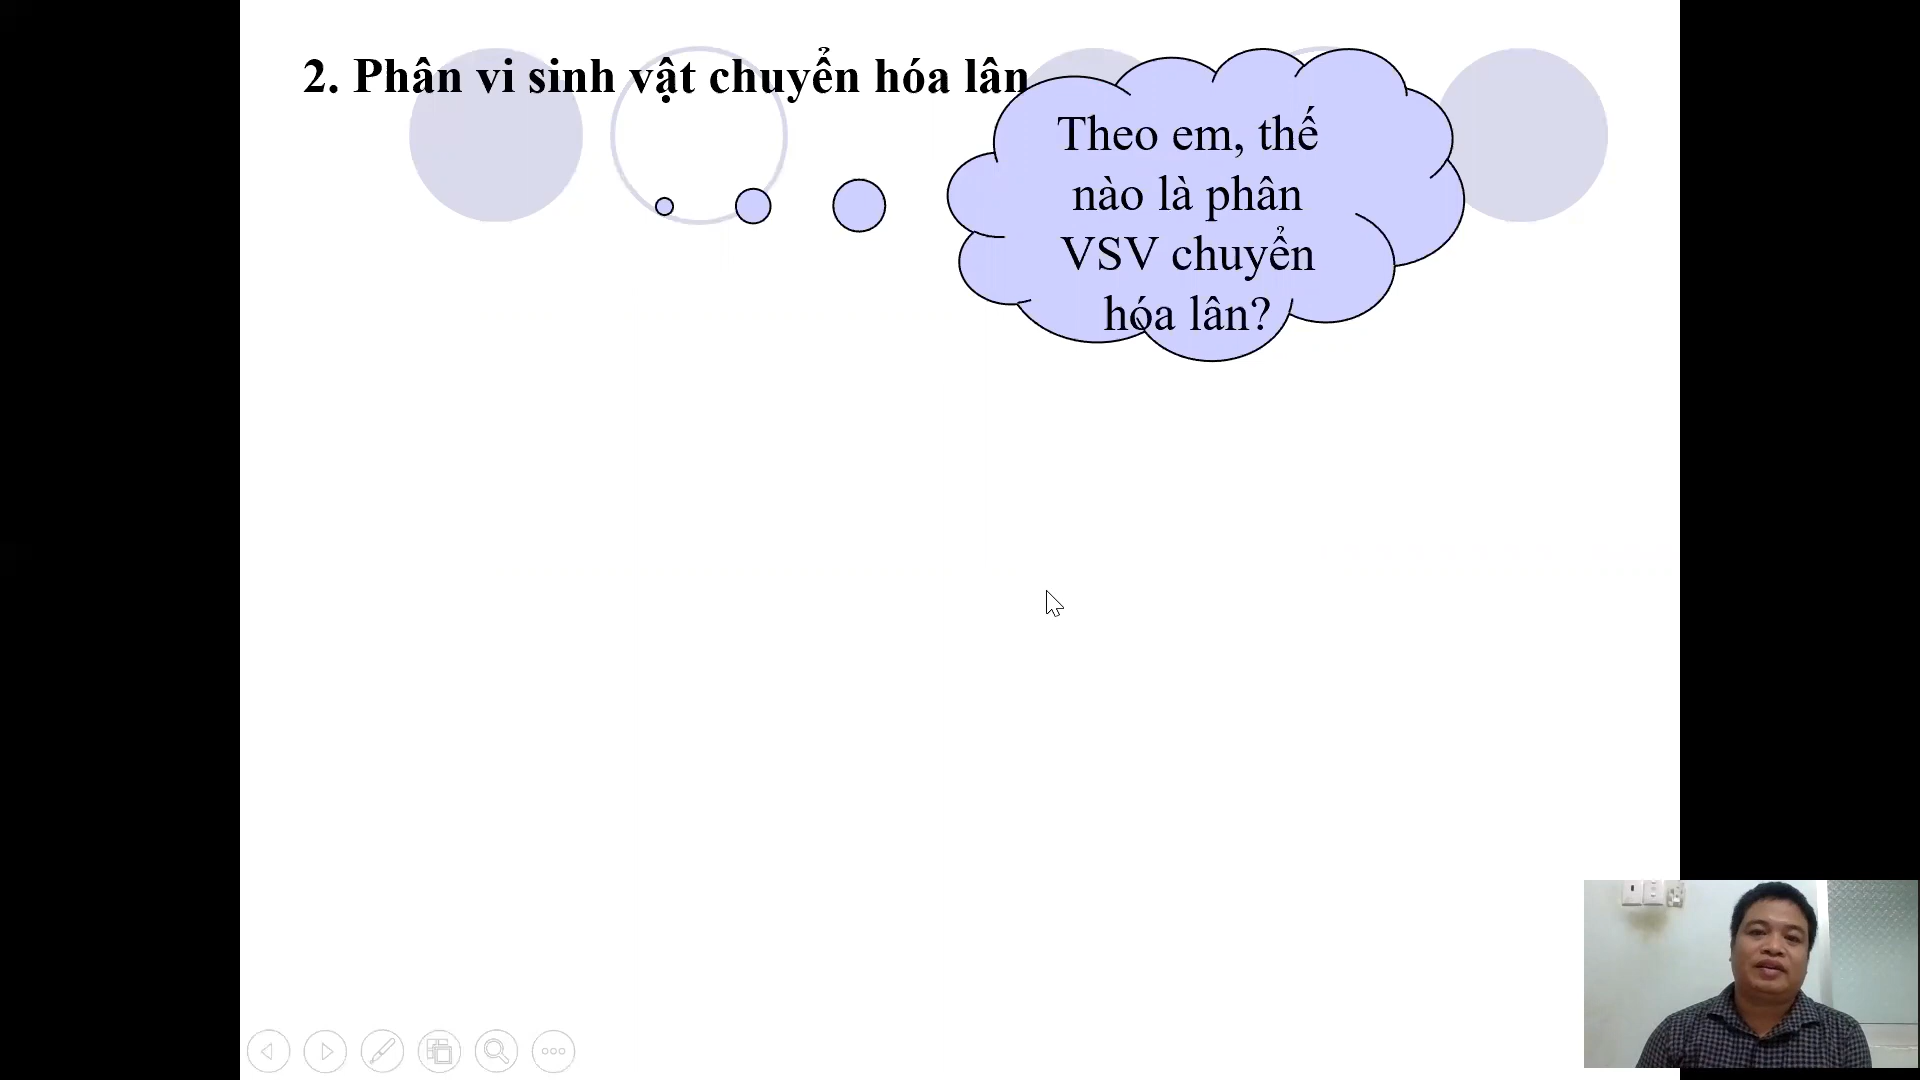 2. Phân vi sinh vật chuyển hóa lân
Theo em, thế
nào là phân
VSV chuyển
hóa lân?